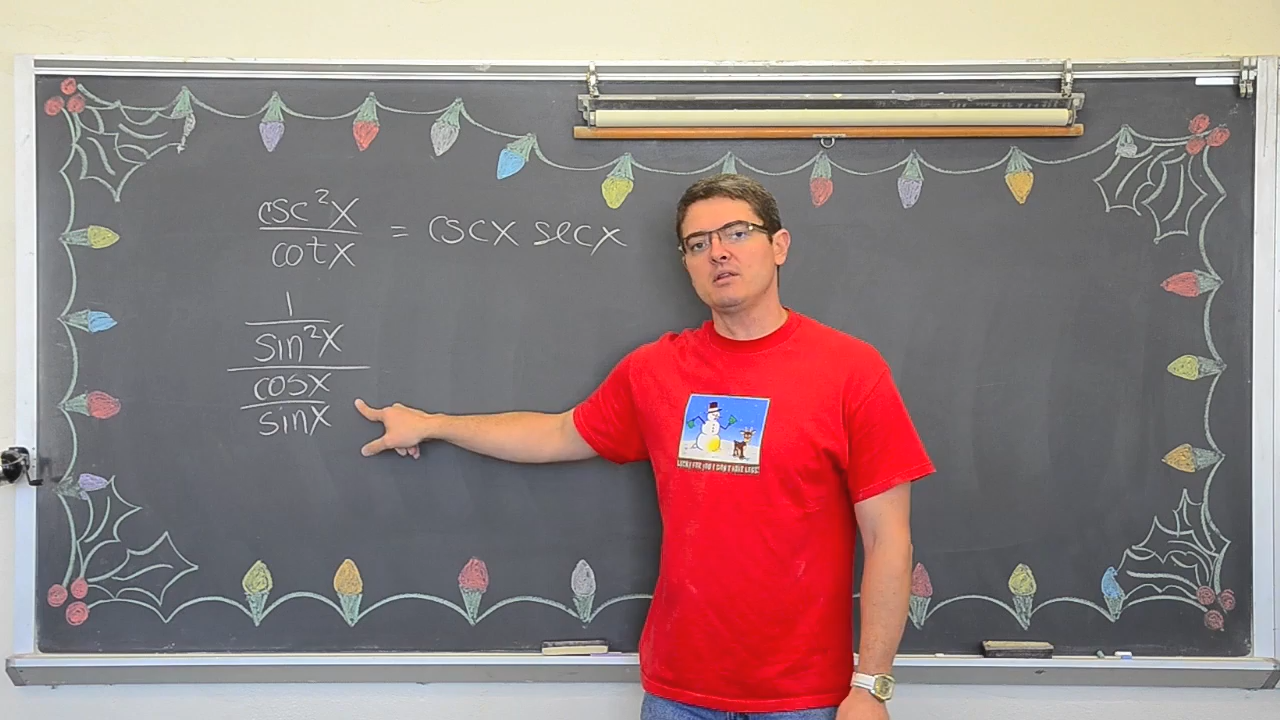 csc²x
cotx
= cscx secx
1
sin²x
cosx
sinx